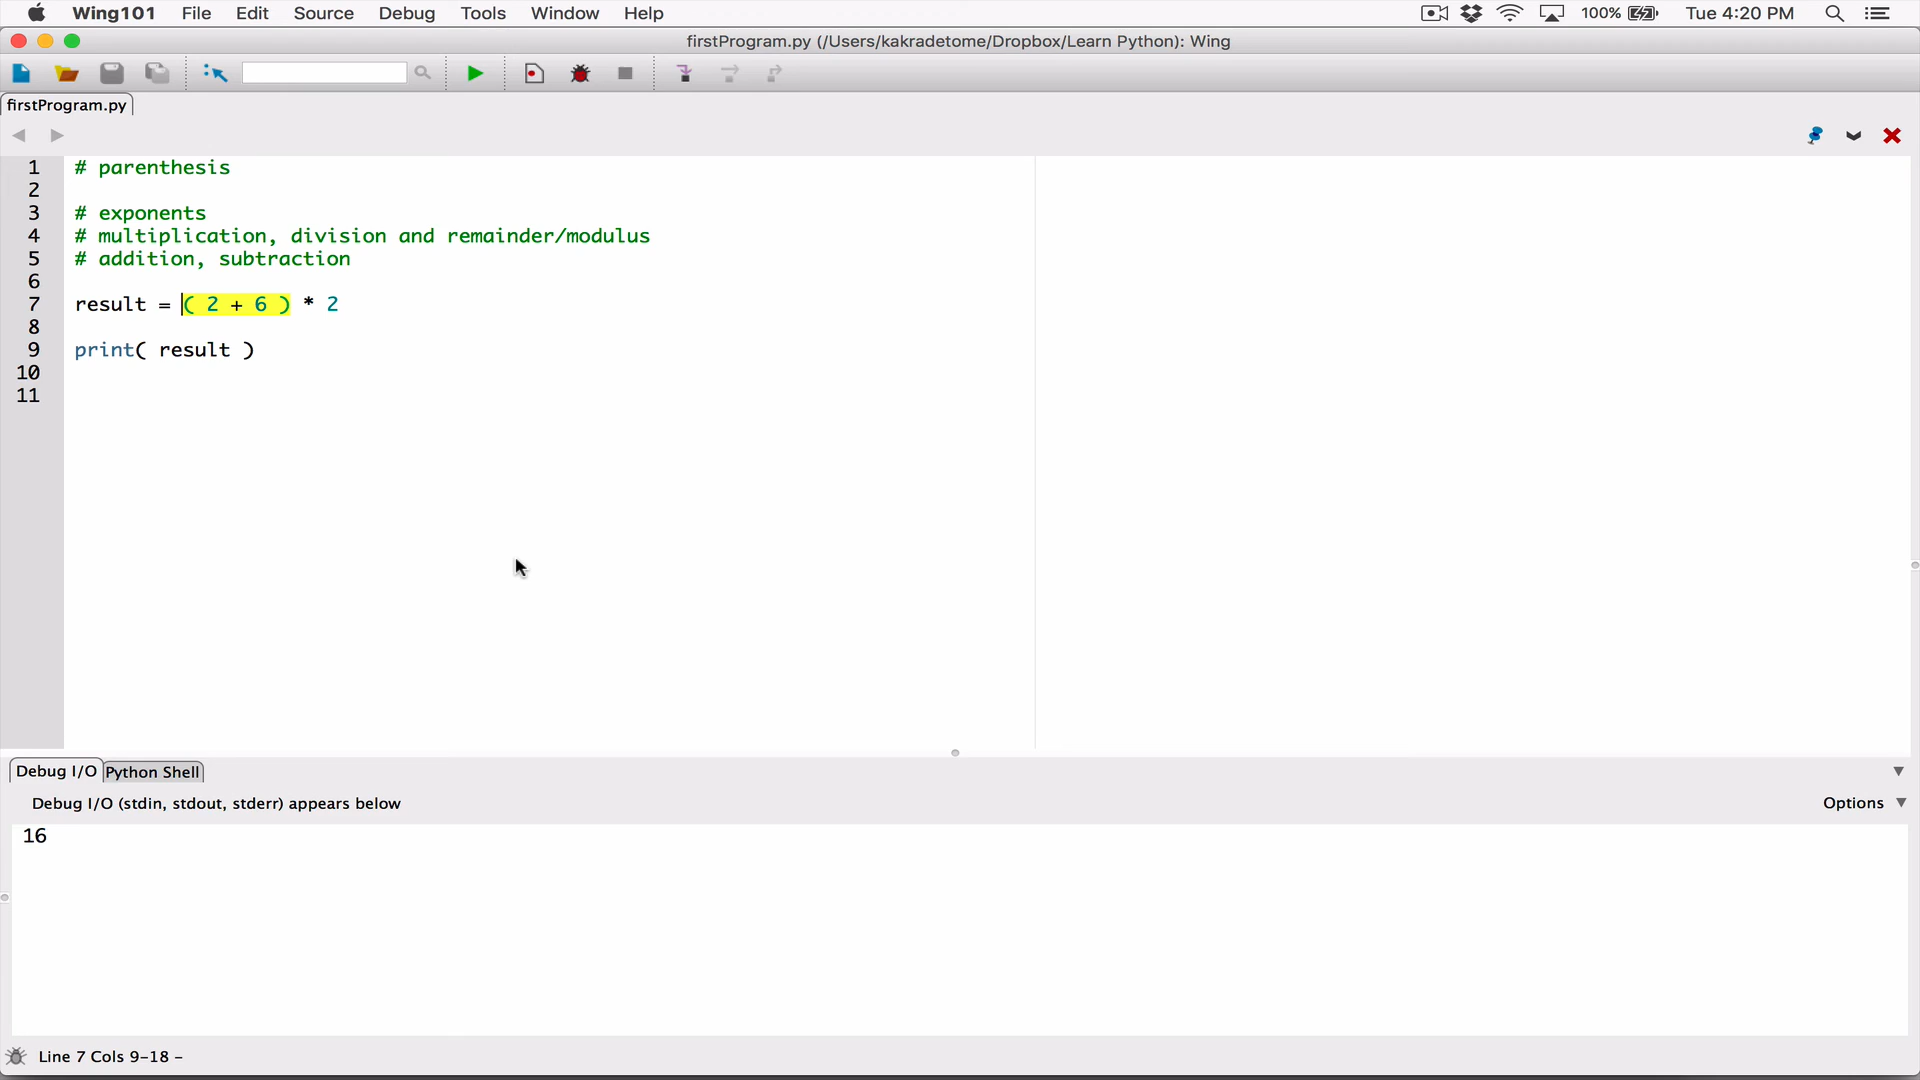 Wing101 File Edit Source Debug Tools Window Help 100% Tue 4:20 PM
firstProgram.py (/Users/kakradetome/Dropbox/Learn Python): Wing
firstProgram.py
1 # parenthesis
2
3 # exponents
4 # multiplication, division and remainder/modulus
5 # addition, subtraction
6
7 result = ( 2 + 6 ) * 2
8
9 print( result )
10
11
Debug I/O Python Shell
Debug I/O (stdin, stdout, stderr) appears below Options
16
Line 7 Cols 9-18 -